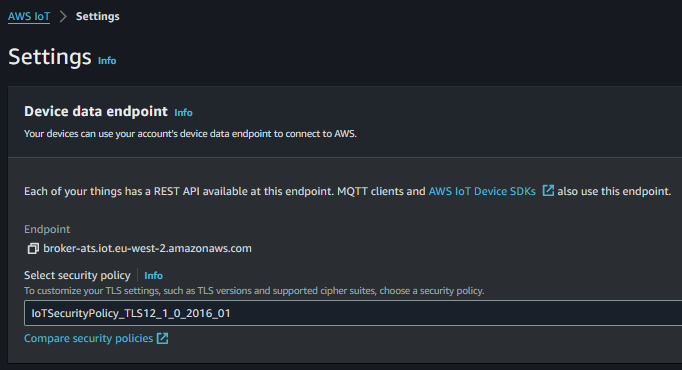 AWS IoT > Settings
Settings Info
Device data endpoint Info
Your devices can use your account's device data endpoint to connect to AWS.
Each of your things has a REST API available at this endpoint. MQTT clients and AWS IoT Device SDKs also use this endpoint.
Endpoint
broker-ats.iot.eu-west-2.amazonaws.com
Select security policy Info
To customize your TLS settings, such as TLS versions and supported cipher suites, choose a security policy.
IoTSecurityPolicy_TLS12_1_0_2016_01
Compare security policies